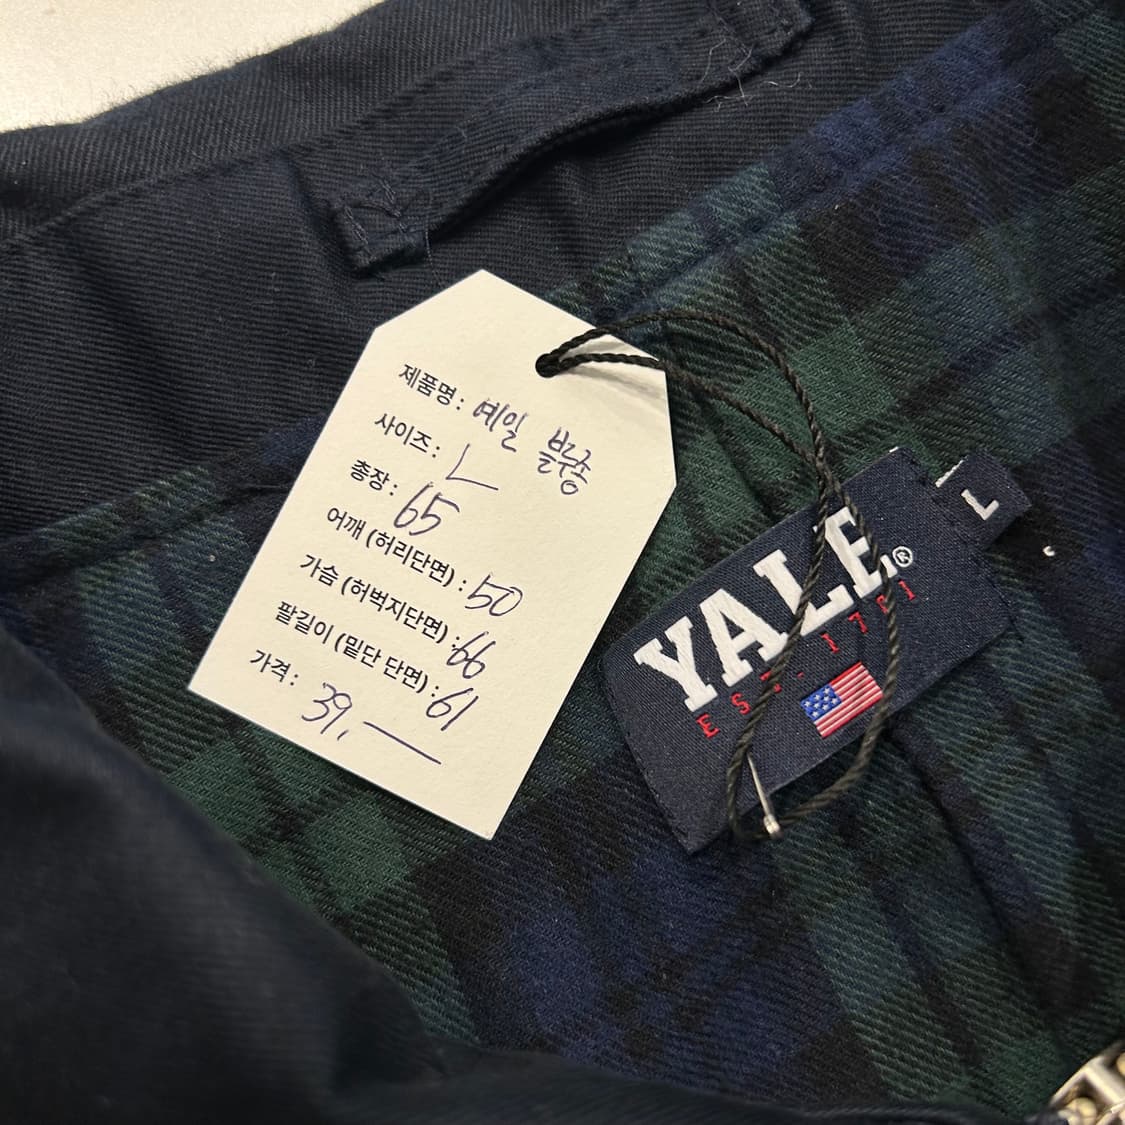 제품명 : 예일 블루종
사이즈 : L
총장 : 65
어깨 (허리단면) : 50
가슴 (허벅지단면) : 66
팔길이 (밑단 단면) : 61
가격 : 39,—
YALE®
EST. 1701
L